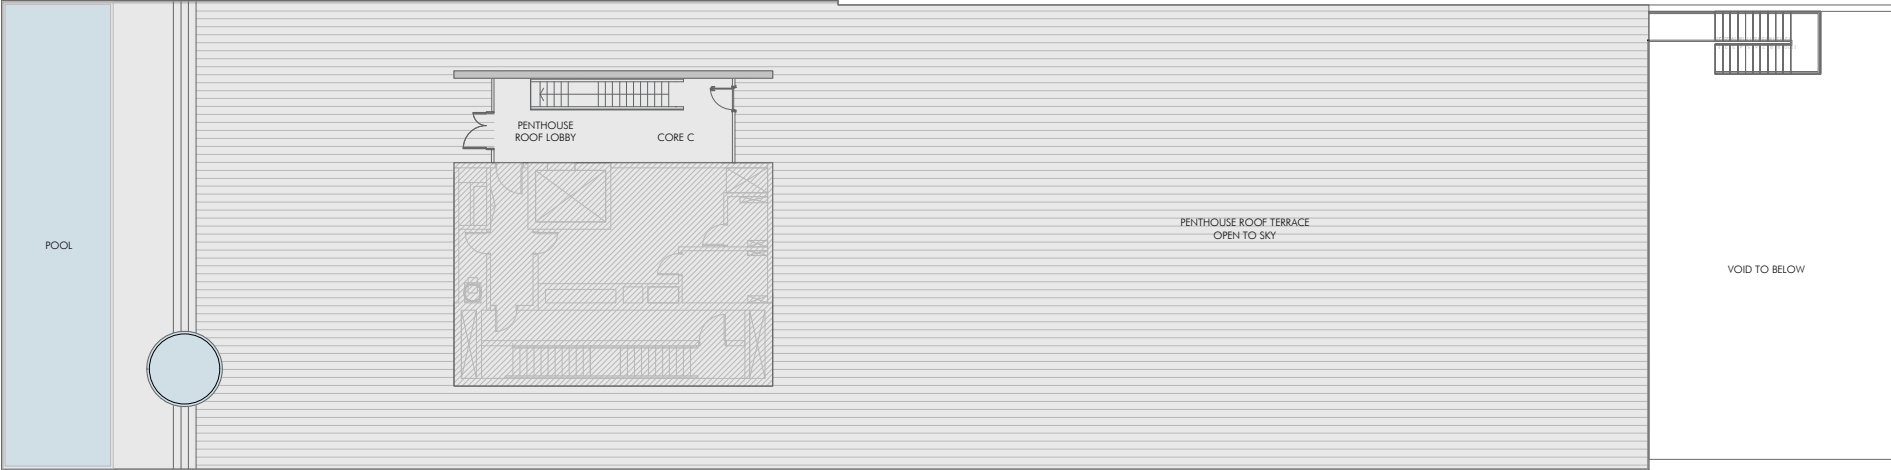 PENTHOUSE
ROOF LOBBY
CORE C
PENTHOUSE ROOF TERRACE
OPEN TO SKY
POOL
VOID TO BELOW